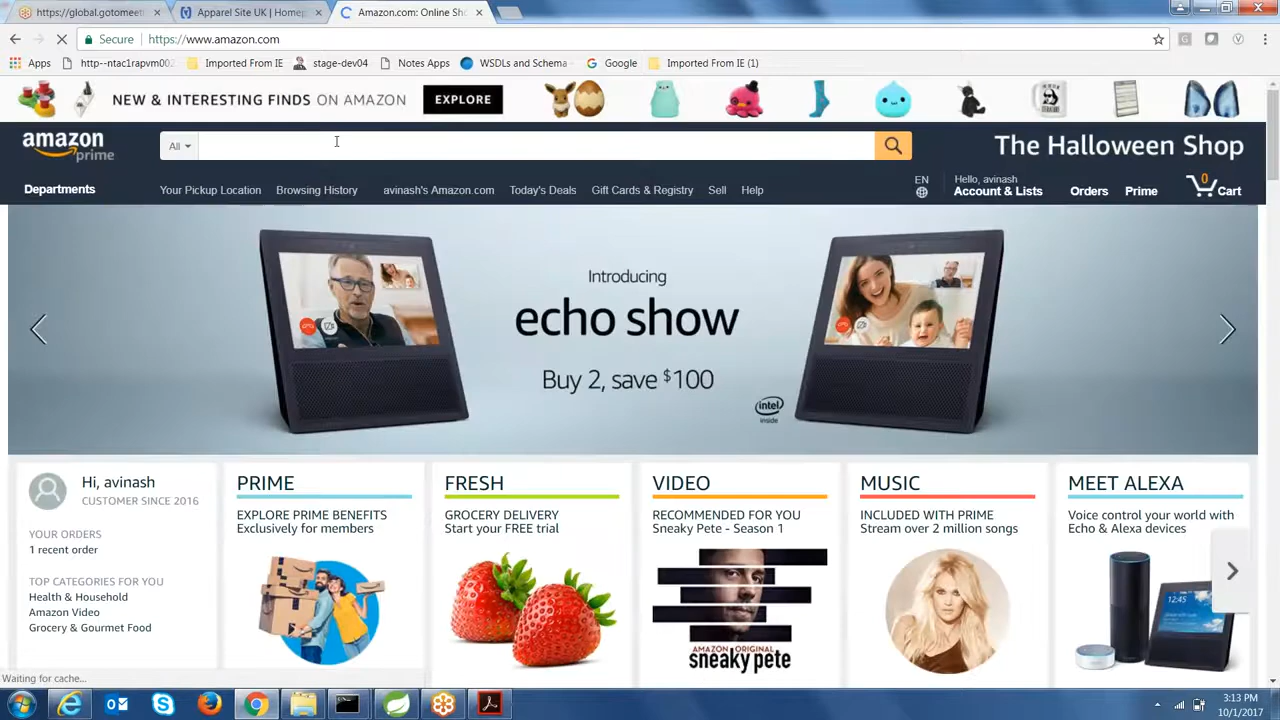 https://global.gotomeeti
Apparel Site UK | Homep
Amazon.com: Online Sho
Secure
https://www.amazon.com
Apps
http--ntac1rapvm002
Imported From IE
stage-dev04
Notes Apps
WSDLs and Schema
Google
Imported From IE (1)
NEW & INTERESTING FINDS ON AMAZON
EXPLORE
amazon
prime
All
The Halloween Shop
Departments
Your Pickup Location
Browsing History
avinash's Amazon.com
Today's Deals
Gift Cards & Registry
Sell
Help
EN
Hello, avinash
Account & Lists
Orders
Prime
0
Cart
Introducing
echo show
Buy 2, save $100
intel
inside
Hi, avinash
CUSTOMER SINCE 2016
YOUR ORDERS
1 recent order
TOP CATEGORIES FOR YOU
Health & Household
Amazon Video
Grocery & Gourmet Food
PRIME
EXPLORE PRIME BENEFITS
Exclusively for members
FRESH
GROCERY DELIVERY
Start your FREE trial
VIDEO
RECOMMENDED FOR YOU
Sneaky Pete - Season 1
AMAZON ORIGINAL
sneaky pete
MUSIC
INCLUDED WITH PRIME
Stream over 2 million songs
MEET ALEXA
Voice control your world with
Echo & Alexa devices
12:45
Waiting for cache...
3:13 PM
10/1/2017